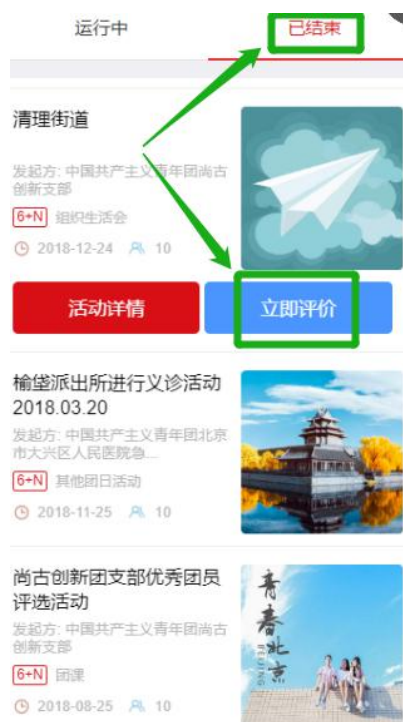 运行中
已结束
清理街道
发起方: 中国共产主义青年团尚古
创新支部
6+N 组织生活会
2018-12-24 10
活动详情
立即评价
榆垡派出所进行义诊活动
2018.03.20
发起方: 中国共产主义青年团北京
市大兴区人民医院急...
6+N 其他团日活动
2018-11-25 10
尚古创新团支部优秀团员
评选活动
发起方: 中国共产主义青年团尚古
创新支部
6+N 团课
2018-08-25 10
青春北京
BEIJING